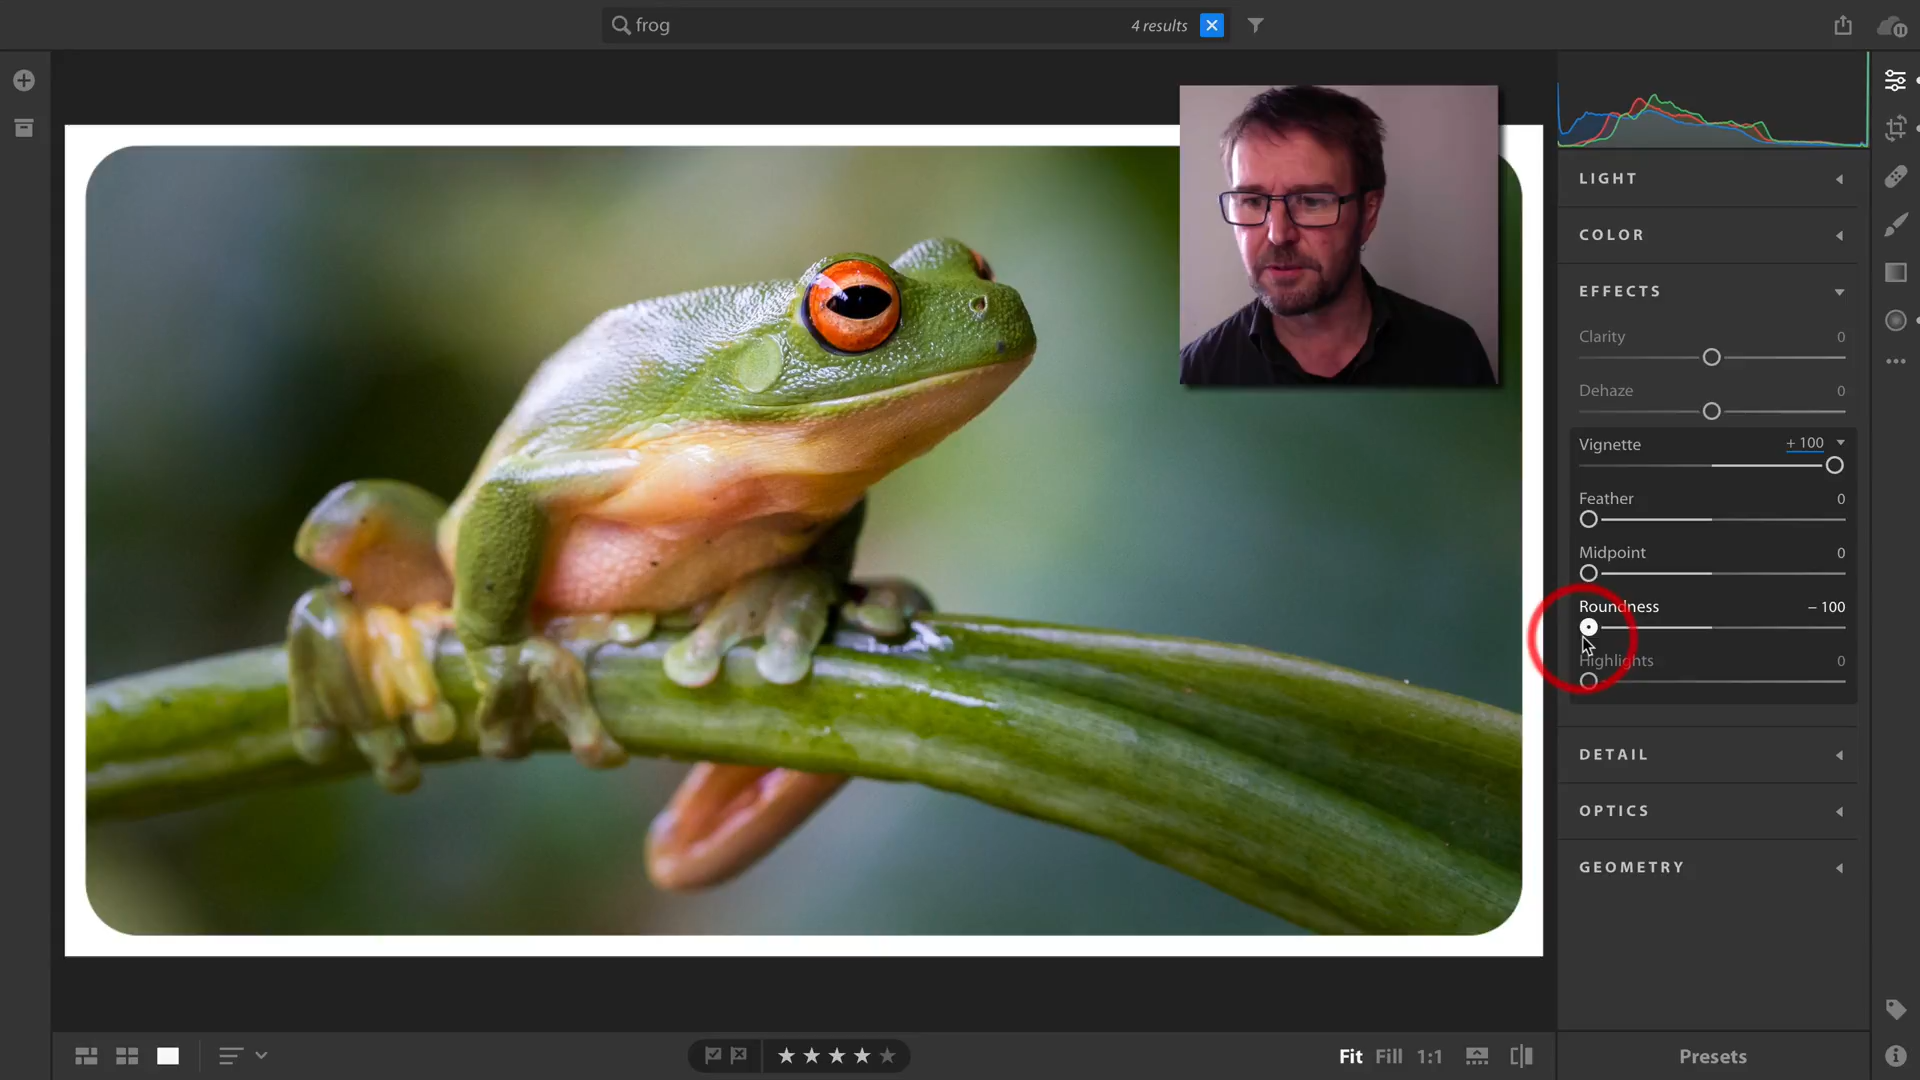 frog
4 results
LIGHT
COLOR
EFFECTS
Clarity 0
Dehaze 0
Vignette + 100
Feather 0
Midpoint 0
Roundness – 100
Highlights 0
DETAIL
OPTICS
GEOMETRY
Fit Fill 1:1
Presets